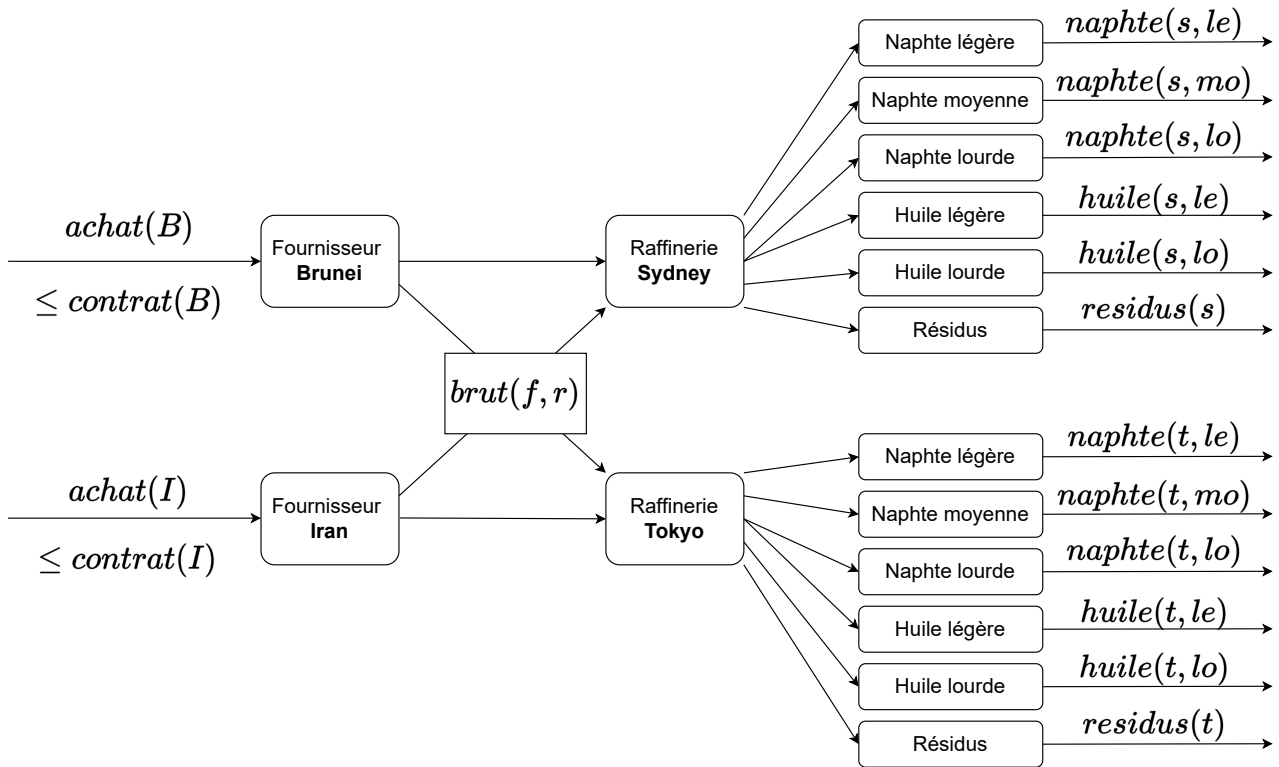 Naphte légère
naphte(s, le)
Naphte moyenne
naphte(s, mo)
Naphte lourde
naphte(s, lo)
Huile légère
huile(s, le)
Huile lourde
huile(s, lo)
Résidus
residus(s)
achat(B)
≤ contrat(B)
Fournisseur
Brunei
Raffinerie
Sydney
brut(f, r)
achat(I)
≤ contrat(I)
Fournisseur
Iran
Raffinerie
Tokyo
Naphte légère
naphte(t, le)
Naphte moyenne
naphte(t, mo)
Naphte lourde
naphte(t, lo)
Huile légère
huile(t, le)
Huile lourde
huile(t, lo)
Résidus
residus(t)